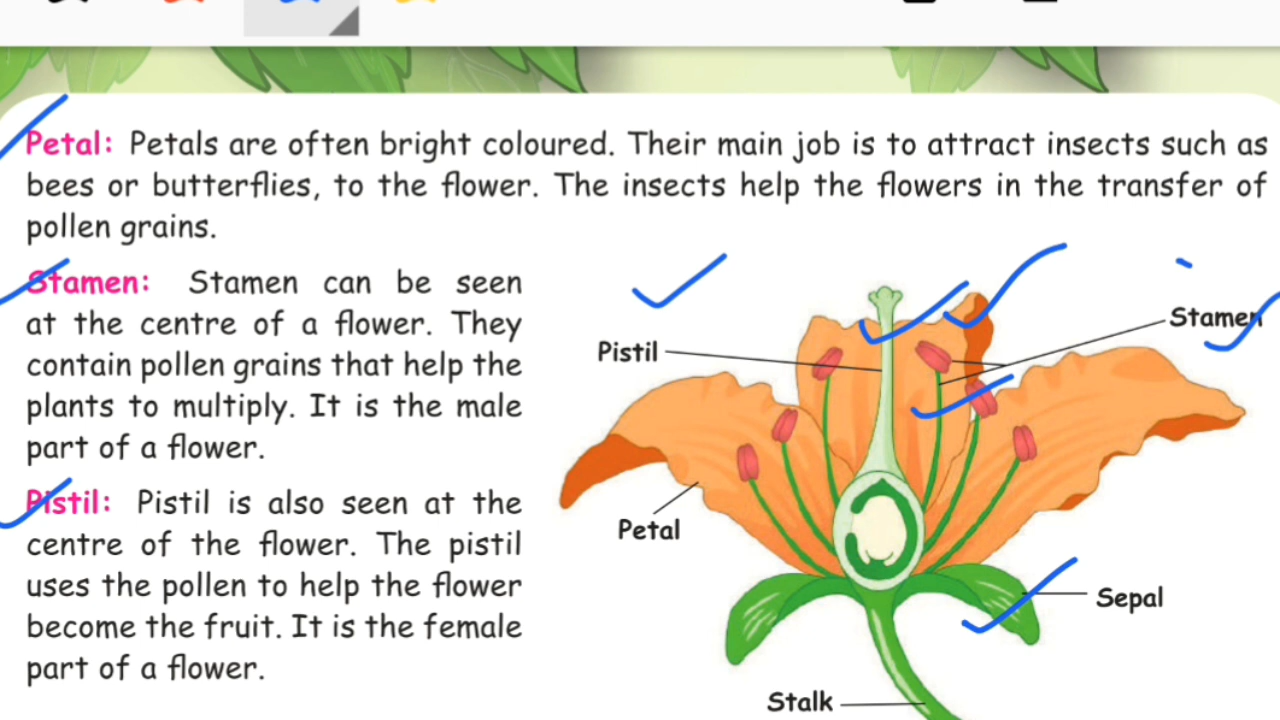 Petal: Petals are often bright coloured. Their main job is to attract insects such as
bees or butterflies, to the flower. The insects help the flowers in the transfer of
pollen grains.
Stamen: Stamen can be seen
at the centre of a flower. They
contain pollen grains that help the
plants to multiply. It is the male
part of a flower.
Pistil: Pistil is also seen at the
centre of the flower. The pistil
uses the pollen to help the flower
become the fruit. It is the female
part of a flower.
Stamen
Pistil
Petal
Sepal
Stalk